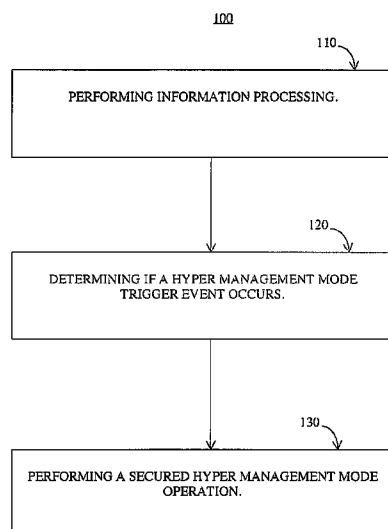 100
110
PERFORMING INFORMATION PROCESSING.
120
DETERMINING IF A HYPER MANAGEMENT MODE
TRIGGER EVENT OCCURS.
130
PERFORMING A SECURED HYPER MANAGEMENT MODE
OPERATION.